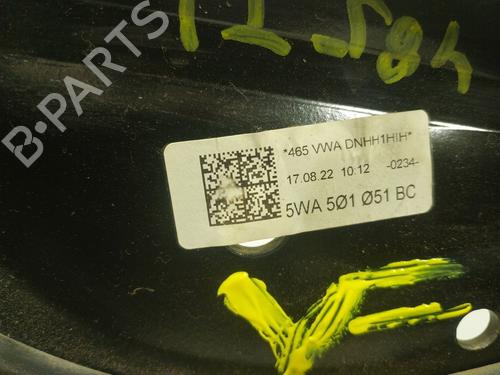 B-PARTS
*465 VWA DNHH1HIH*
17.08.22 10:12 -0234-
5WA 5Ø1 Ø51 BC